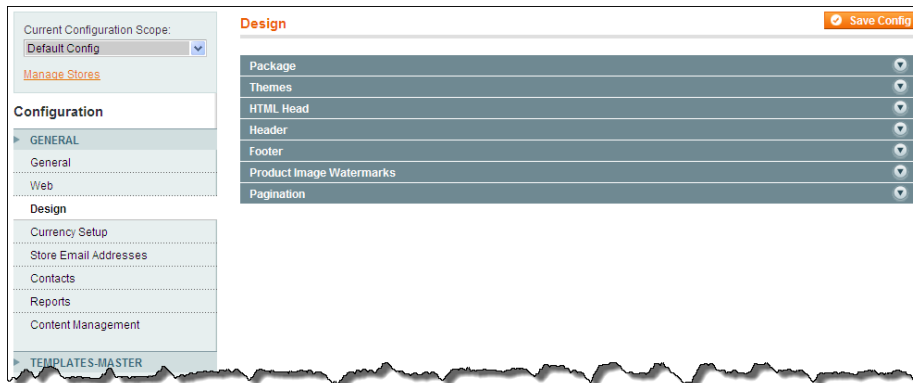 Current Configuration Scope:
Default Config
Manage Stores
Configuration
GENERAL
General
Web
Design
Currency Setup
Store Email Addresses
Contacts
Reports
Content Management
TEMPLATES-MASTER
Design
Save Config
Package
Themes
HTML Head
Header
Footer
Product Image Watermarks
Pagination